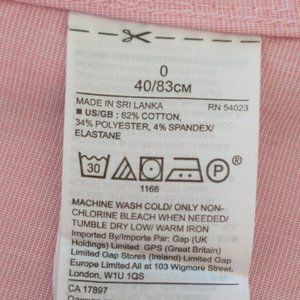 0
40/83CM
MADE IN SRI LANKA RN 54023
■ US/GB : 62% COTTON,
34% POLYESTER, 4% SPANDEX/
ELASTANE
30 P
1166
MACHINE WASH COLD/ ONLY NON-
CHLORINE BLEACH WHEN NEEDED/
TUMBLE DRY LOW/ WARM IRON
Imported By/Importe Par: Gap (UK
Holdings) Limited: GPS (Great Britain)
Limited Gap Stores (Ireland) Limited Gap
Europe Limited All at 103 Wigmore Street,
London, W1U 1QS
CA 17897